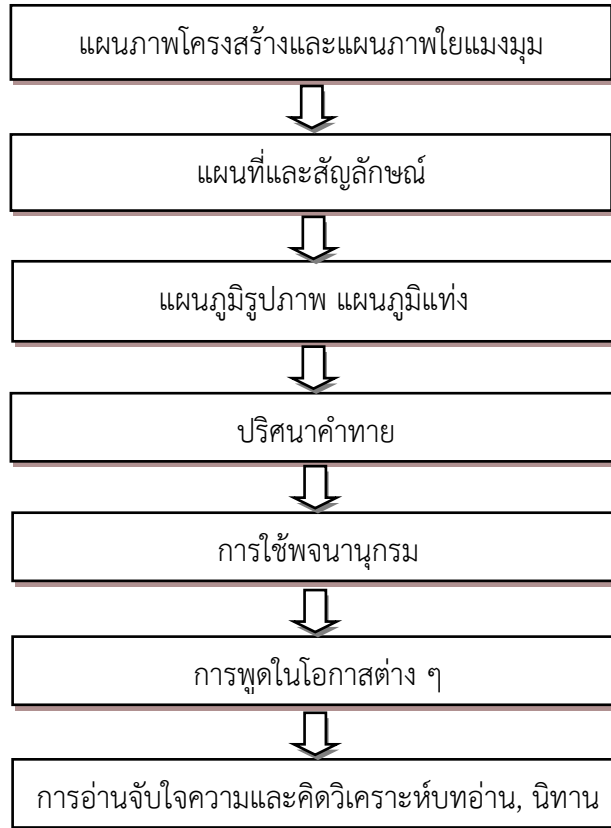 แผนภาพโครงสร้างและแผนภาพใยแมงมุม
แผนที่และสัญลักษณ์
แผนภูมิรูปภาพ แผนภูมิแท่ง
ปริศนาคำทาย
การใช้พจนานุกรม
การพูดในโอกาสต่าง ๆ
การอ่านจับใจความและคิดวิเคราะห์บทอ่าน, นิทาน